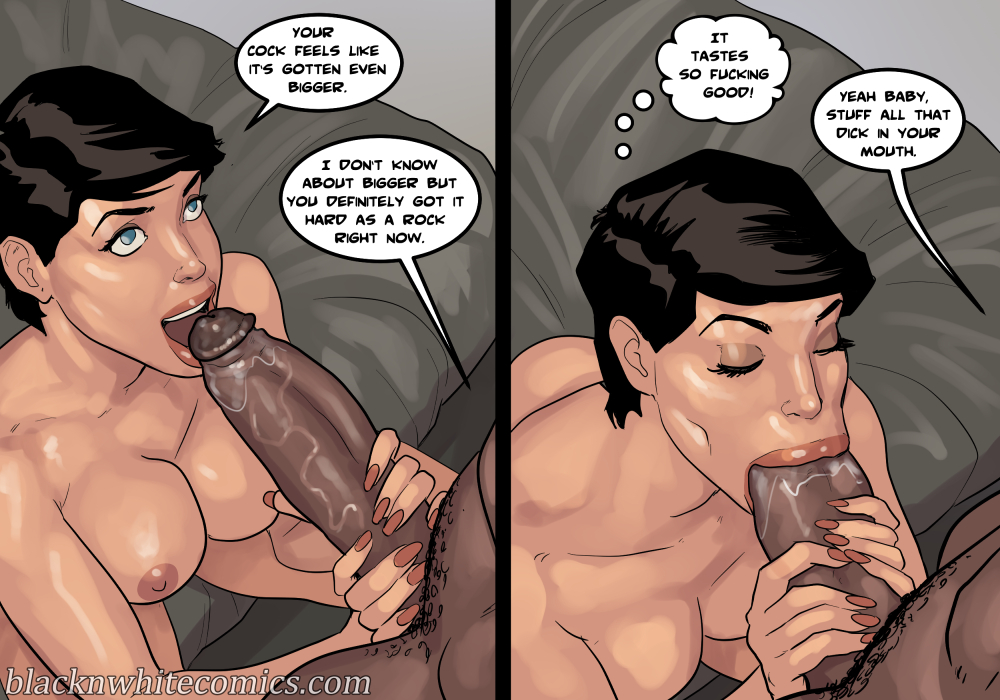 YOUR
COCK FEELS LIKE
IT'S GOTTEN EVEN
BIGGER.
I DON'T KNOW
ABOUT BIGGER BUT
YOU DEFINITELY GOT IT
HARD AS A ROCK
RIGHT NOW.
IT
TASTES
SO FUCKING
GOOD!
YEAH BABY,
STUFF ALL THAT
DICK IN YOUR
MOUTH.
blacknwhitecomics.com